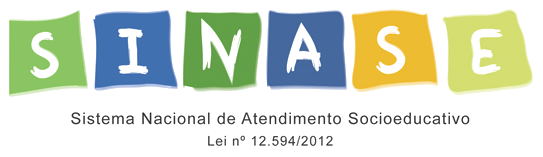 SINASE
Sistema Nacional de Atendimento Socioeducativo
Lei nº 12.594/2012